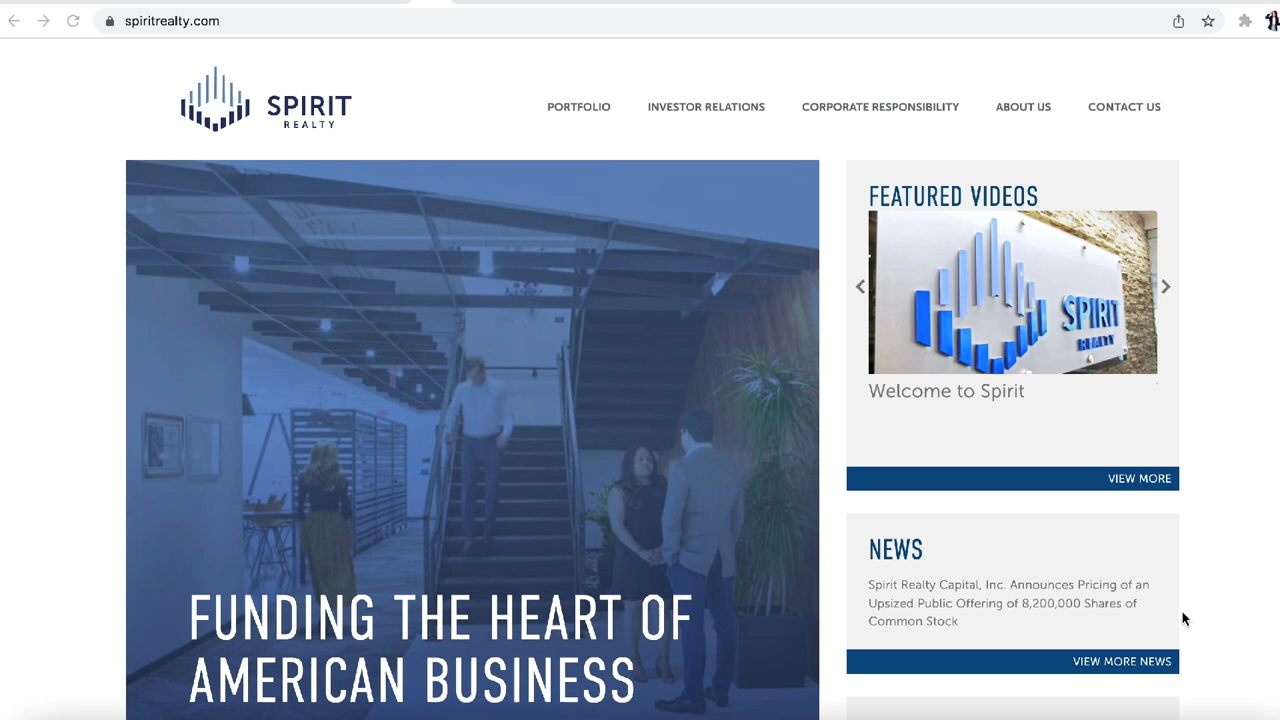 spiritrealty.com
SPIRIT
REALTY
PORTFOLIO
INVESTOR RELATIONS
CORPORATE RESPONSIBILITY
ABOUT US
CONTACT US
FEATURED VIDEOS
SPIRIT
REALTY
Welcome to Spirit
VIEW MORE
NEWS
Spirit Realty Capital, Inc. Announces Pricing of an
Upsized Public Offering of 8,200,000 Shares of
Common Stock
VIEW MORE NEWS
FUNDING THE HEART OF
AMERICAN BUSINESS